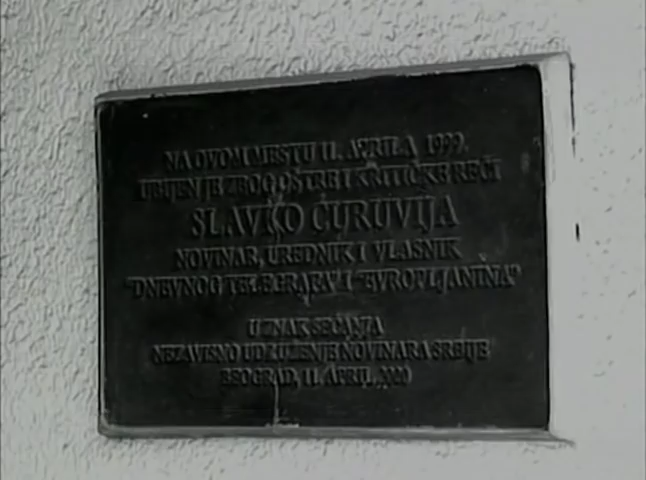 NA OVOM MESTU 11. APRILA 1999.
UBIJEN JE ZBOG OŠTRE I KRITIČKE REČI
SLAVKO ĆURUVIJA
NOVINAR, UREDNIK I VLASNIK
"DNEVNOG TELEGRAFA" I "EVROPLJANINA"
U ZNAK SEĆANJA
NEZAVISNO UDRUŽENJE NOVINARA SRBIJE
BEOGRAD, 11. APRIL,